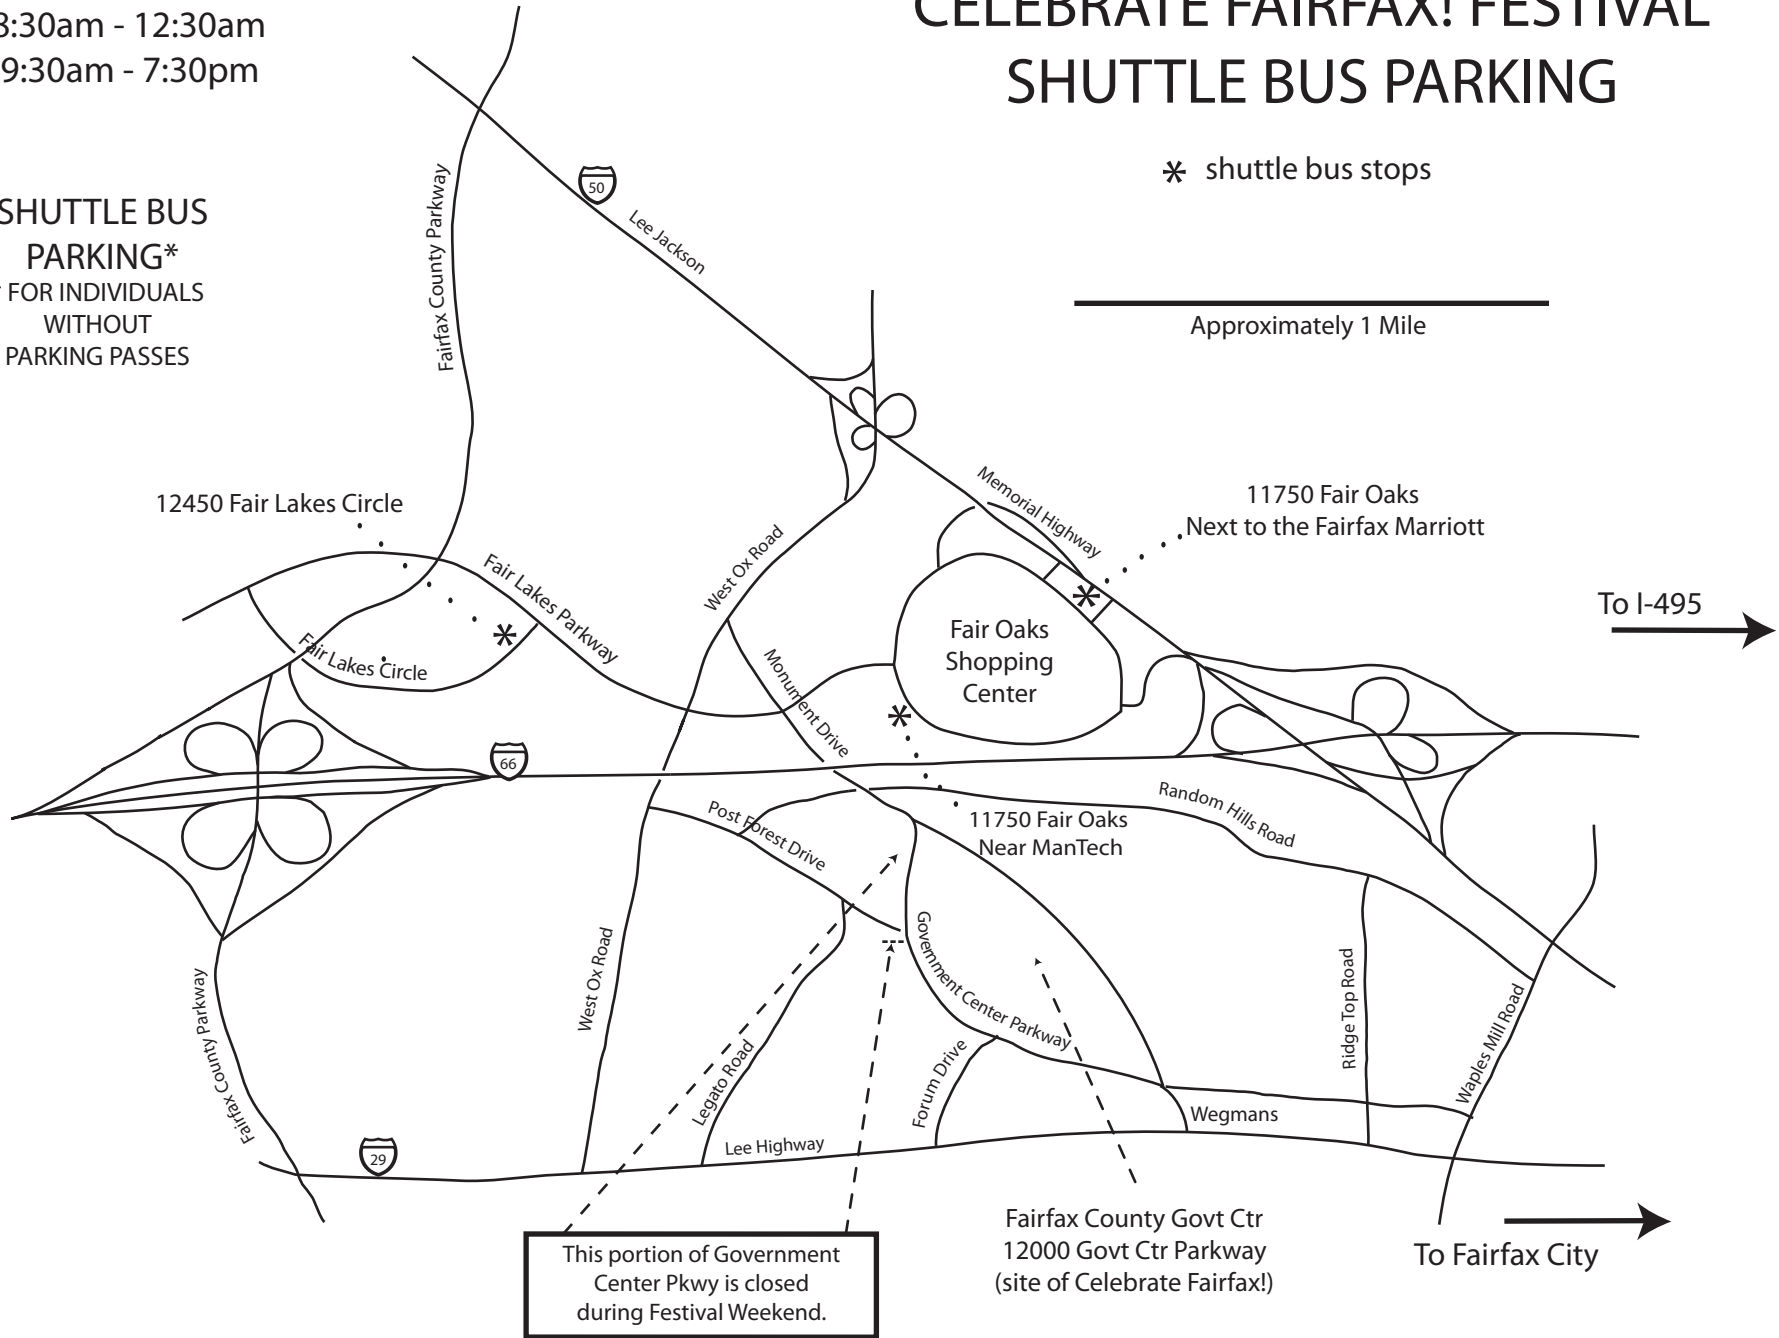 8:30am - 12:30am
9:30am - 7:30pm
CELEBRATE FAIRFAX! FESTIVAL
SHUTTLE BUS PARKING
* shuttle bus stops
SHUTTLE BUS
PARKING*
* FOR INDIVIDUALS
WITHOUT
PARKING PASSES
Approximately 1 Mile
50
Lee Jackson
Fairfax County Parkway
Memorial Highway
12450 Fair Lakes Circle
11750 Fair Oaks
Next to the Fairfax Marriott
Fair Lakes Parkway
West Ox Road
To I-495
Fair Oaks
Shopping
Center
Fair Lakes Circle
Monument Drive
66
Random Hills Road
Post Forest Drive
11750 Fair Oaks
Near ManTech
Government Center Parkway
West Ox Road
Ridge Top Road
Waples Mill Road
Fairfax County Parkway
Legato Road
Forum Drive
Wegmans
Lee Highway
29
This portion of Government
Center Pkwy is closed
during Festival Weekend.
Fairfax County Govt Ctr
12000 Govt Ctr Parkway
(site of Celebrate Fairfax!)
To Fairfax City